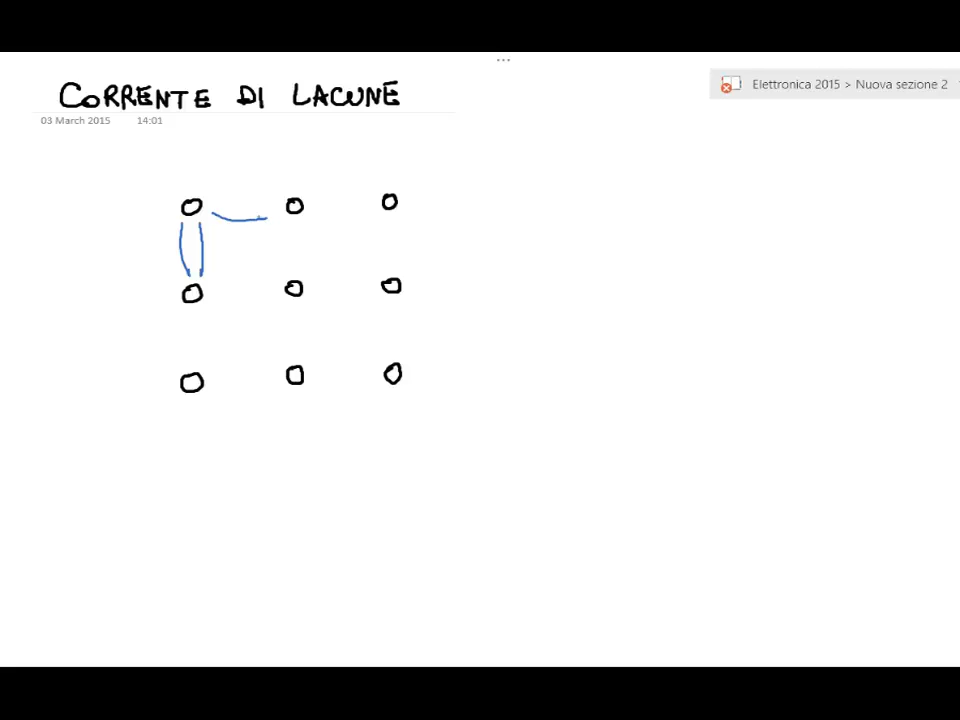 CORRENTE DI LACUNE
03 March 2015 14:01
Elettronica 2015 > Nuova sezione 2